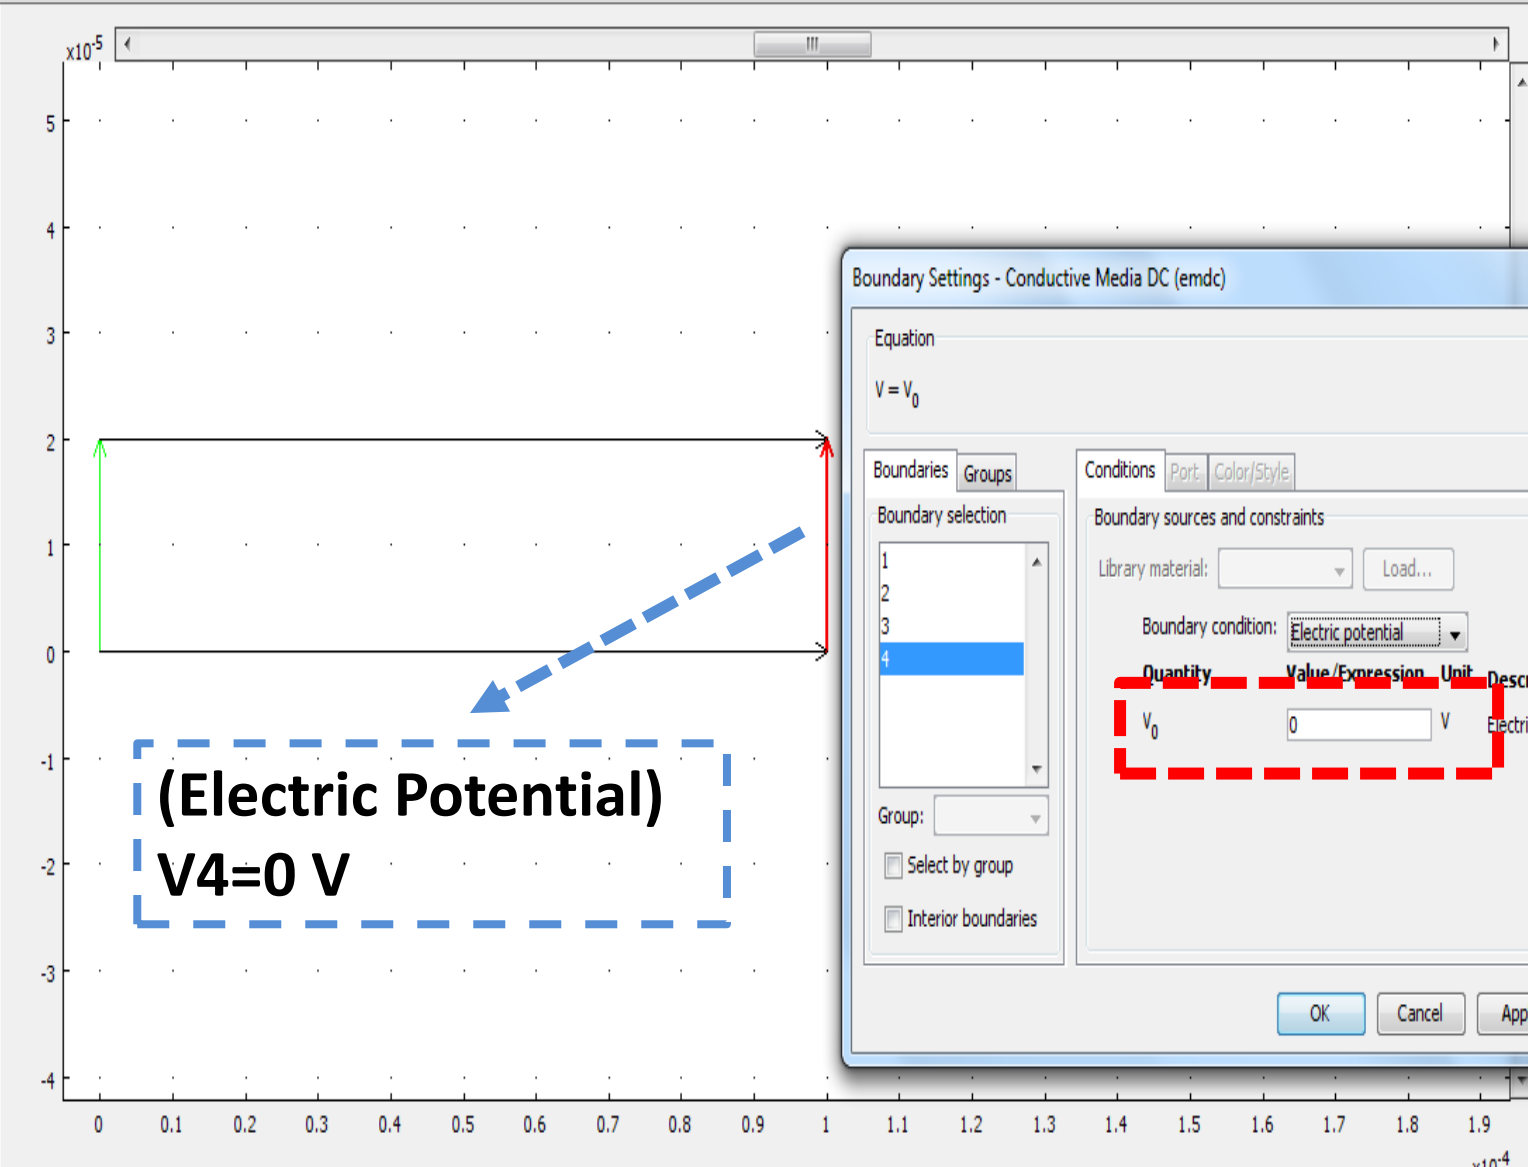 x10-5
5
4
3
2
1
0
-1
-2
-3
-4
0 0.1 0.2 0.3 0.4 0.5 0.6 0.7 0.8 0.9 1 1.1 1.2 1.3 1.4 1.5 1.6 1.7 1.8 1.9
x10-4
(Electric Potential)
V4=0 V
Boundary Settings - Conductive Media DC (emdc)
Equation
V = V0
Boundaries Groups
Boundary selection
1
2
3
4
Group:
Select by group
Interior boundaries
Conditions Port Color/Style
Boundary sources and constraints
Library material: Load...
Boundary condition: Electric potential
Quantity Value/Expression Unit Descr
V0 0 V Electri
OK Cancel App